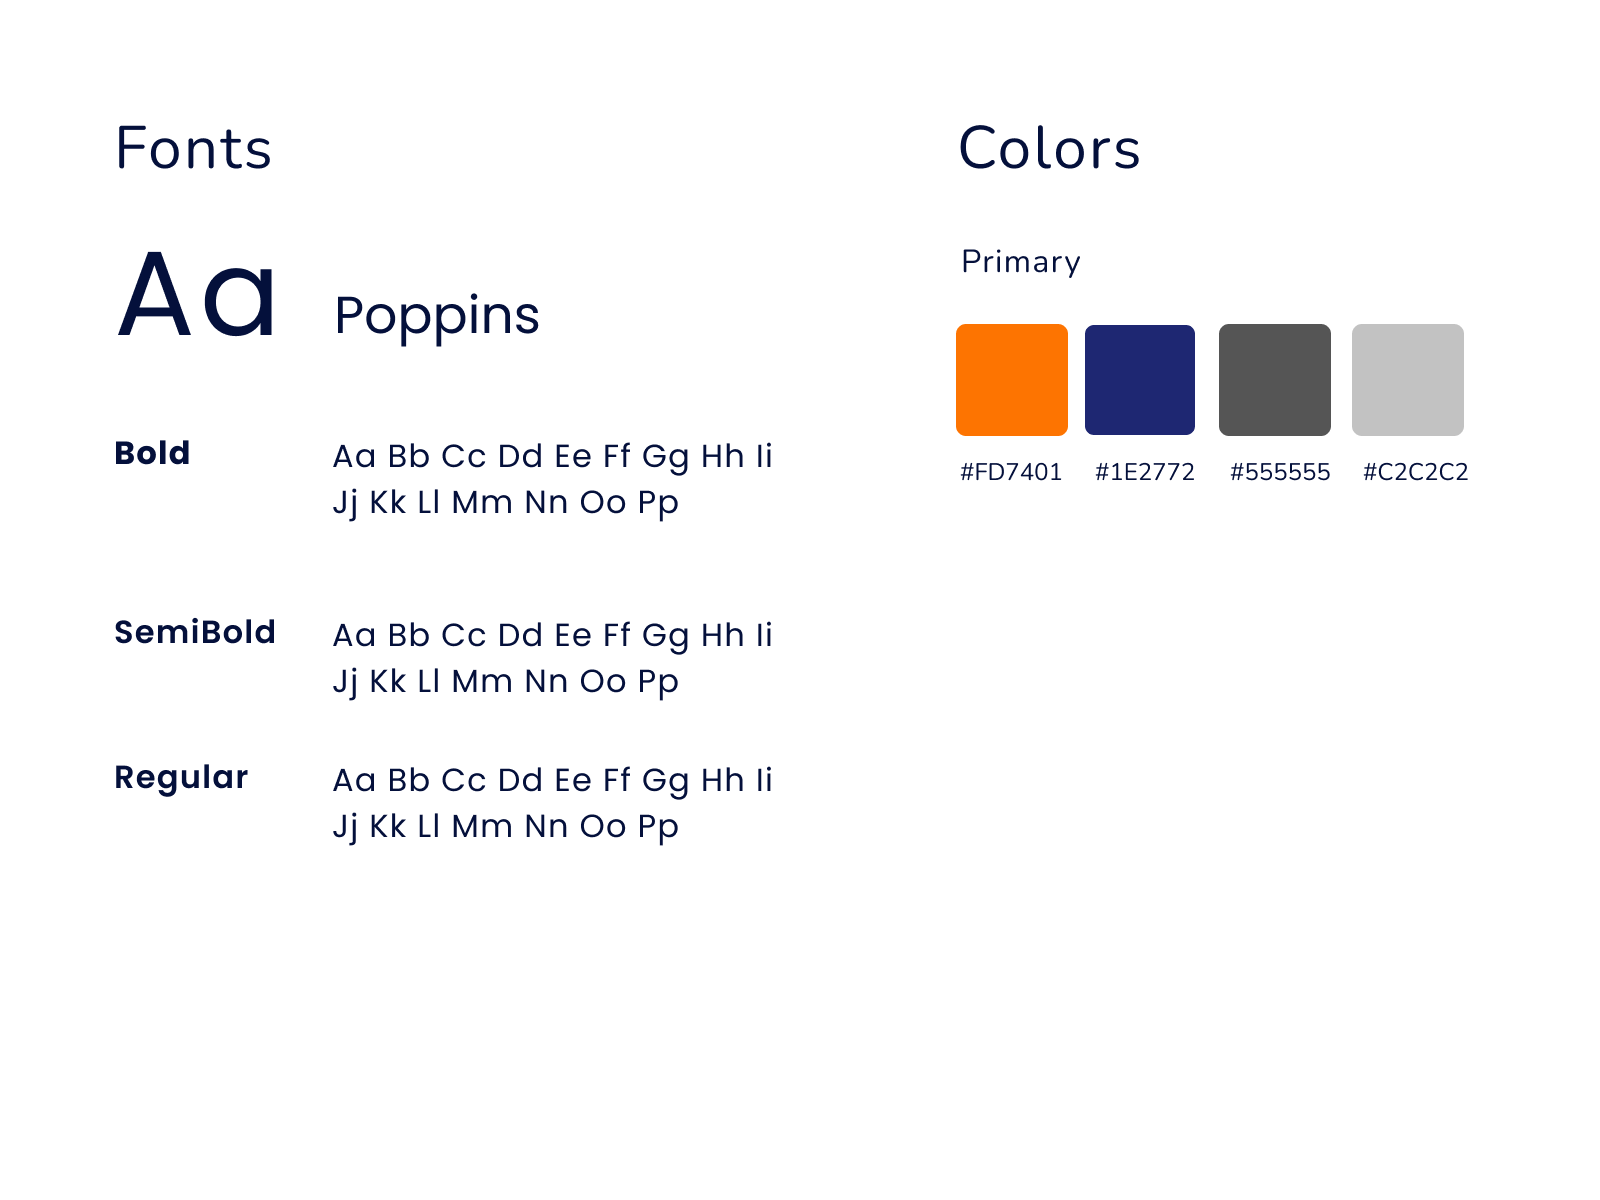 Fonts
Aa Poppins
Bold
Aa Bb Cc Dd Ee Ff Gg Hh Ii
Jj Kk Ll Mm Nn Oo Pp
SemiBold
Aa Bb Cc Dd Ee Ff Gg Hh Ii
Jj Kk Ll Mm Nn Oo Pp
Regular
Aa Bb Cc Dd Ee Ff Gg Hh Ii
Jj Kk Ll Mm Nn Oo Pp
Colors
Primary
#FD7401 #1E2772 #555555 #C2C2C2